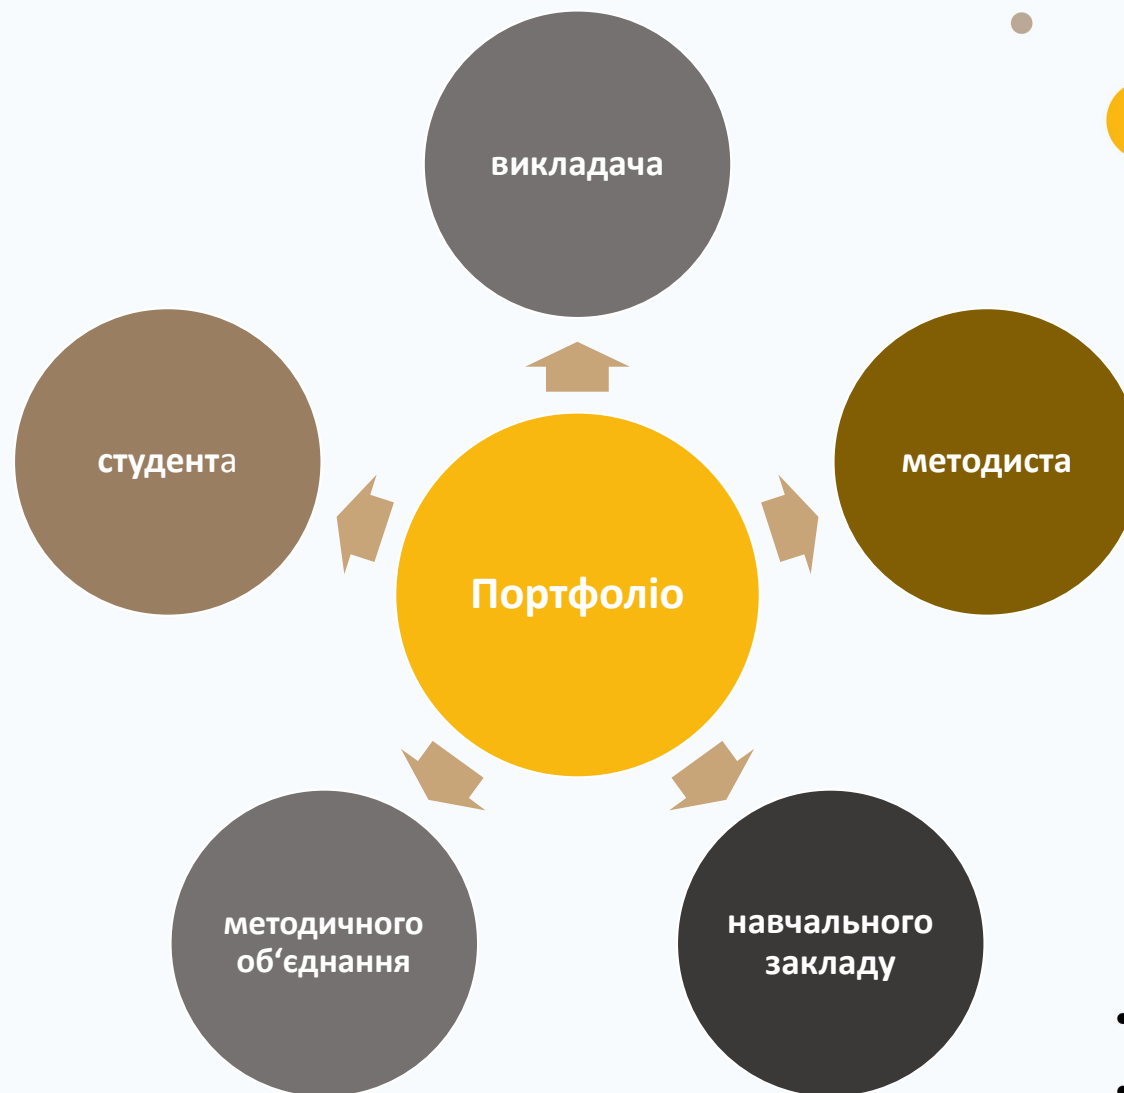 викладача
студента
методиста
Портфоліо
методичного
об‘єднання
навчального
закладу